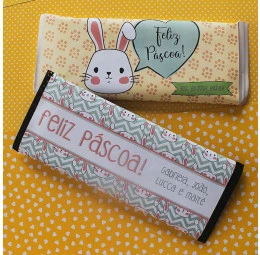 Feliz
Páscoa!
FELIZ PÁSCOA!
Gabriela, João,
Lucca e maitê